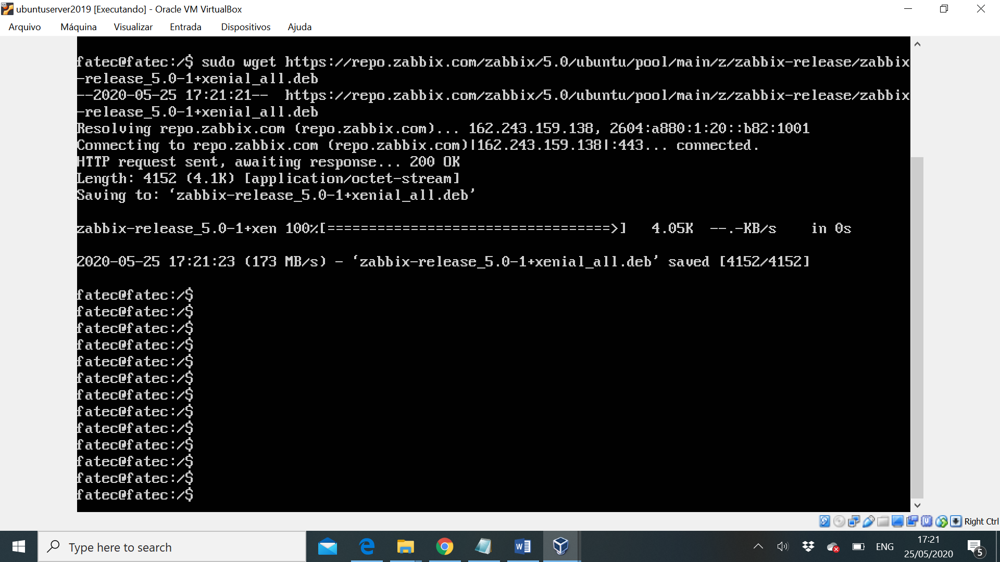 ubuntuserver2019 [Executando] - Oracle VM VirtualBox
Arquivo Máquina Visualizar Entrada Dispositivos Ajuda
fatec@fatec:/$ sudo wget https://repo.zabbix.com/zabbix/5.0/ubuntu/pool/main/z/zabbix-release/zabbix
-release_5.0-1+xenial_all.deb
--2020-05-25 17:21:21--  https://repo.zabbix.com/zabbix/5.0/ubuntu/pool/main/z/zabbix-release/zabbix
-release_5.0-1+xenial_all.deb
Resolving repo.zabbix.com (repo.zabbix.com)... 162.243.159.138, 2604:a880:1:20::b82:1001
Connecting to repo.zabbix.com (repo.zabbix.com)|162.243.159.138|:443... connected.
HTTP request sent, awaiting response... 200 OK
Length: 4152 (4.1K) [application/octet-stream]
Saving to: ‘zabbix-release_5.0-1+xenial_all.deb’
zabbix-release_5.0-1+xen 100%[==================================>]   4.05K  --.-KB/s    in 0s
2020-05-25 17:21:23 (173 MB/s) - ‘zabbix-release_5.0-1+xenial_all.deb’ saved [4152/4152]
fatec@fatec:/$
fatec@fatec:/$
fatec@fatec:/$
fatec@fatec:/$
fatec@fatec:/$
fatec@fatec:/$
fatec@fatec:/$
fatec@fatec:/$
fatec@fatec:/$
fatec@fatec:/$
fatec@fatec:/$
fatec@fatec:/$
fatec@fatec:/$
Right Ctrl
Type here to search
ENG
17:21
25/05/2020
5